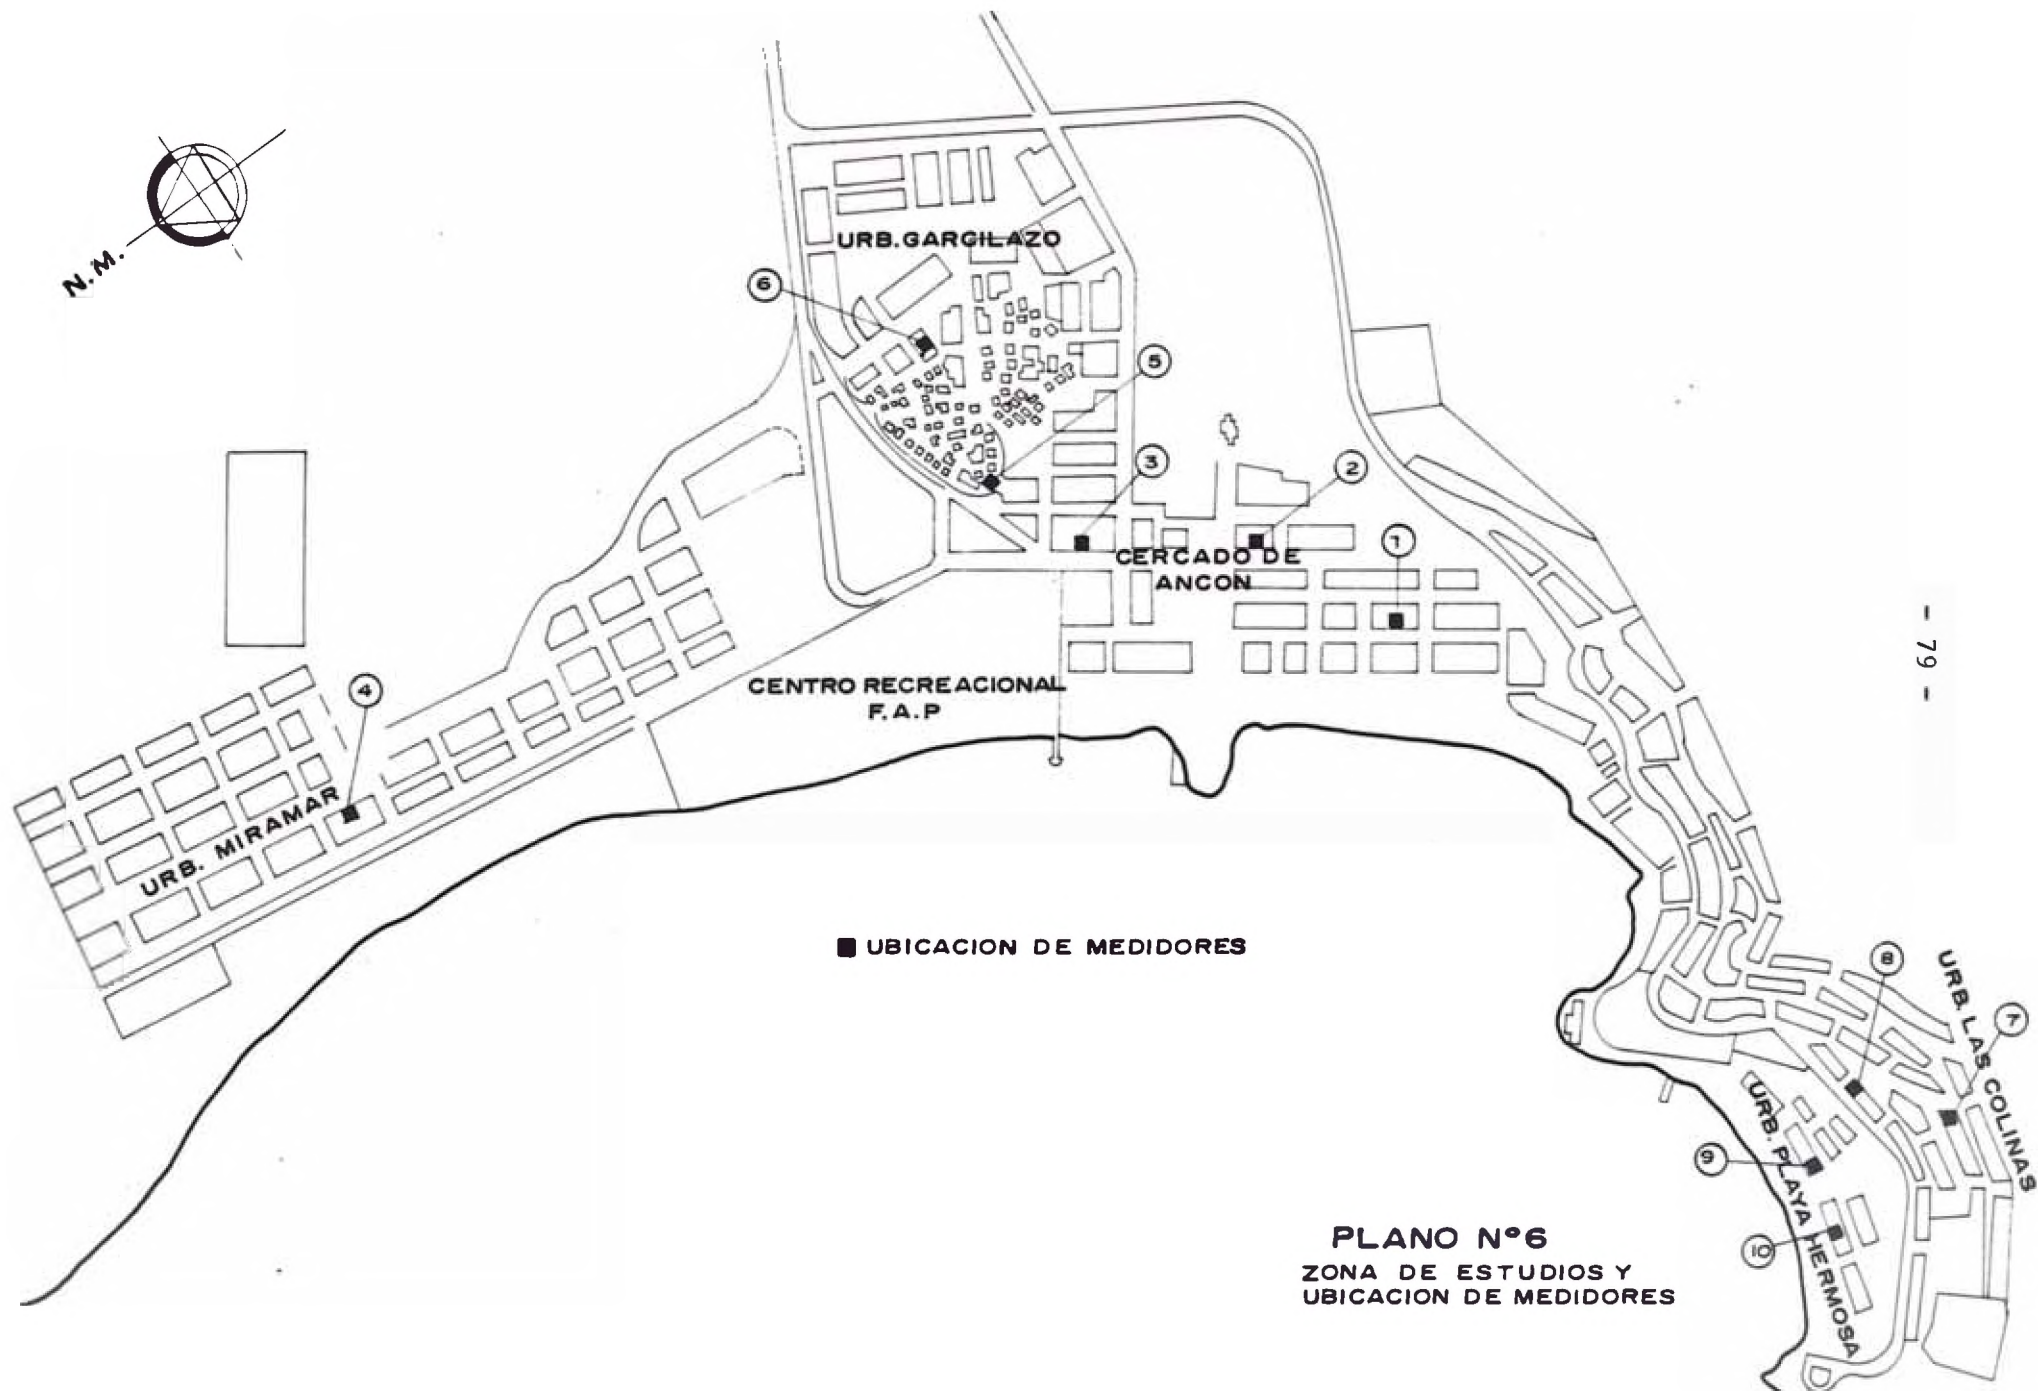 N.M.
URB. GARCILAZO
6
5
3
2
1
CERCADO DE
ANCON
- 79 -
4
CENTRO RECREACIONAL
F.A.P
URB. MIRAMAR
■ UBICACION DE MEDIDORES
8
7
URB. LAS COLINAS
9
URB. PLAYA HERMOSA
10
PLANO Nº6
ZONA DE ESTUDIOS Y
UBICACION DE MEDIDORES